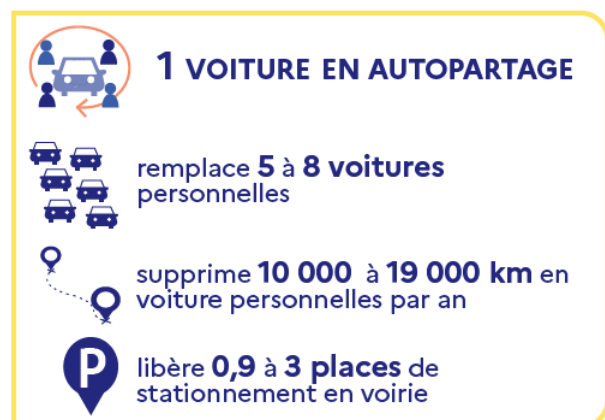 1 VOITURE EN AUTOPARTAGE
remplace 5 à 8 voitures
personnelles
supprime 10 000 à 19 000 km en
voiture personnelles par an
P
libère 0,9 à 3 places de
stationnement en voirie